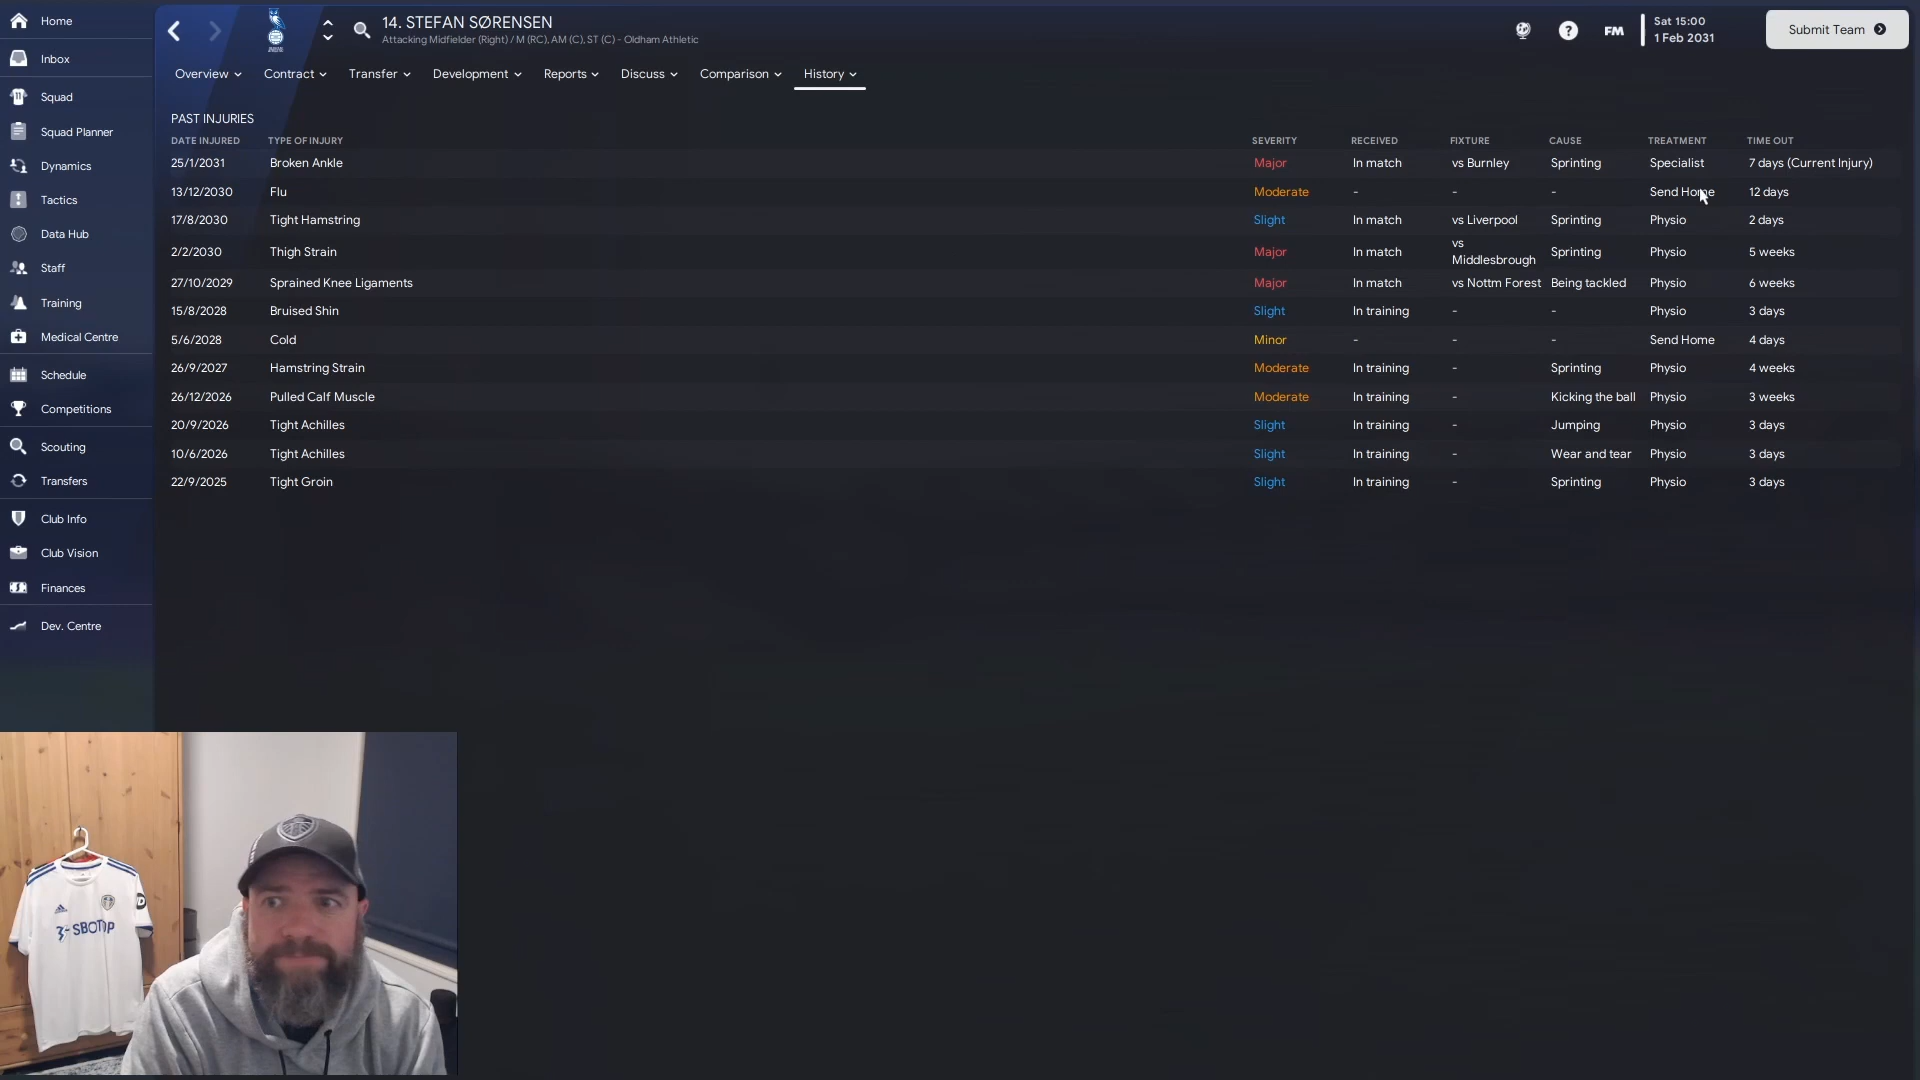 Home
Inbox
Squad
Squad Planner
Dynamics
Tactics
Data Hub
Staff
Training
Medical Centre
Schedule
Competitions
Scouting
Transfers
Club Info
Club Vision
Finances
Dev. Centre
14. STEFAN SØRENSEN
Attacking Midfielder (Right) / M (RC), AM (C), ST (C) - Oldham Athletic
FM
Sat 15:00
1 Feb 2031
Submit Team
Overview Contract Transfer Development Reports Discuss Comparison History
PAST INJURIES
DATE INJURED TYPE OF INJURY SEVERITY RECEIVED FIXTURE CAUSE TREATMENT TIME OUT
25/1/2031 Broken Ankle Major In match vs Burnley Sprinting Specialist 7 days (Current Injury)
13/12/2030 Flu Moderate - - - Send Home 12 days
17/8/2030 Tight Hamstring Slight In match vs Liverpool Sprinting Physio 2 days
2/2/2030 Thigh Strain Major In match vs Middlesbrough Sprinting Physio 5 weeks
27/10/2029 Sprained Knee Ligaments Major In match vs Nottm Forest Being tackled Physio 6 weeks
15/8/2028 Bruised Shin Slight In training - - Physio 3 days
5/6/2028 Cold Minor - - - Send Home 4 days
26/9/2027 Hamstring Strain Moderate In training - Sprinting Physio 4 weeks
26/12/2026 Pulled Calf Muscle Moderate In training - Kicking the ball Physio 3 weeks
20/9/2026 Tight Achilles Slight In training - Jumping Physio 3 days
10/6/2026 Tight Achilles Slight In training - Wear and tear Physio 3 days
22/9/2025 Tight Groin Slight In training - Sprinting Physio 3 days